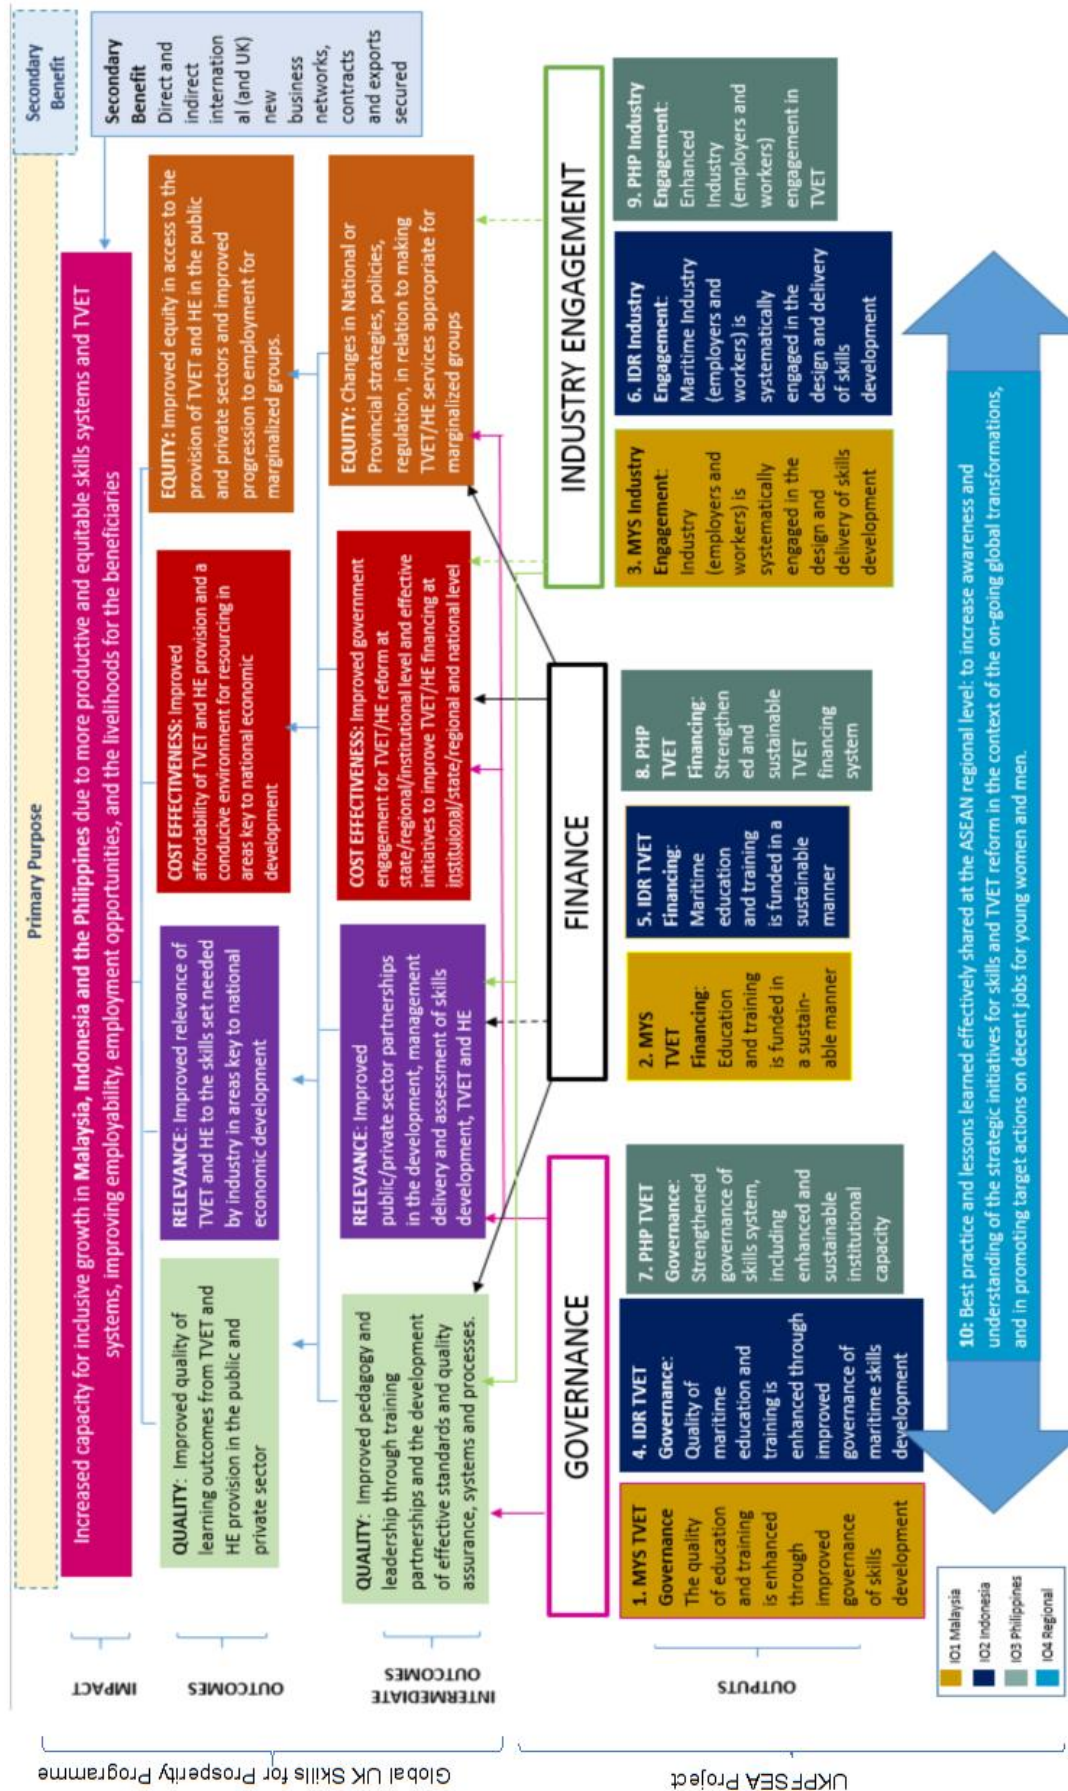 Primary Purpose
Secondary
Benefit
IMPACT
Increased capacity for inclusive growth in Malaysia, Indonesia and the Philippines due to more productive and equitable skills systems and TVET
systems, improving employability, employment opportunities, and the livelihoods for the beneficiaries
Secondary
Benefit
Direct and
indirect
internation
al (and UK)
new
business
networks,
contracts
and exports
secured
OUTCOMES
QUALITY: Improved quality of
learning outcomes from TVET and
HE provision in the public and
private sector
RELEVANCE: Improved relevance of
TVET and HE to the skills set needed
by industry in areas key to national
economic development
COST EFFECTIVENESS: Improved
affordability of TVET and HE provision and a
conducive environment for resourcing in
areas key to national economic
development
EQUITY: Improved equity in access to the
provision of TVET and HE in the public
and private sectors and improved
progression to employment for
marginalized groups.
INTERMEDIATE
OUTCOMES
QUALITY: Improved pedagogy and
leadership through training
partnerships and the development
of effective standards and quality
assurance, systems and processes.
RELEVANCE: Improved
public/private sector partnerships
in the development, management
delivery and assessment of skills
development, TVET and HE
COST EFFECTIVENESS: Improved government
engagement for TVET/HE reform at
state/regional/institutional level and effective
initiatives to improve TVET/HE financing at
institutional/state/regional and national level
EQUITY: Changes in National or
Provincial strategies, policies,
regulation, in relation to making
TVET/HE services appropriate for
marginalized groups
Global UK Skills for Prosperity Programme
GOVERNANCE
FINANCE
INDUSTRY ENGAGEMENT
OUTPUTS
1. MYS TVET
Governance
The quality
of education
and training
is enhanced
through
improved
governance
of skills
development
4. IDR TVET
Governance:
Quality of
maritime
education and
training is
enhanced through
improved
governance of
maritime skills
development
7. PHP TVET
Governance:
Strengthened
governance of
skills system,
including
enhanced and
sustainable
institutional
capacity
2. MYS
TVET
Financing:
Education
and training
is funded in
a sustain-
able manner
5. IDR TVET
Financing:
Maritime
education
and training
is funded in a
sustainable
manner
8. PHP
TVET
Financing:
Strengthen
ed and
sustainable
TVET
financing
system
3. MYS Industry
Engagement:
Industry
(employers and
workers) is
systematically
engaged in the
design and
delivery of skills
development
6. IDR Industry
Engagement:
Maritime Industry
(employers and
workers) is
systematically
engaged in the
design and delivery
of skills
development
9. PHP Industry
Engagement:
Enhanced
Industry
(employers and
workers)
engagement in
TVET
10: Best practice and lessons learned effectively shared at the ASEAN regional level: to increase awareness and
understanding of the strategic initiatives for skills and TVET reform in the context of the on-going global transformations,
and in promoting target actions on decent jobs for young women and men.
IO1 Malaysia
IO2 Indonesia
IO3 Philippines
IO4 Regional
UKPFSEA Project